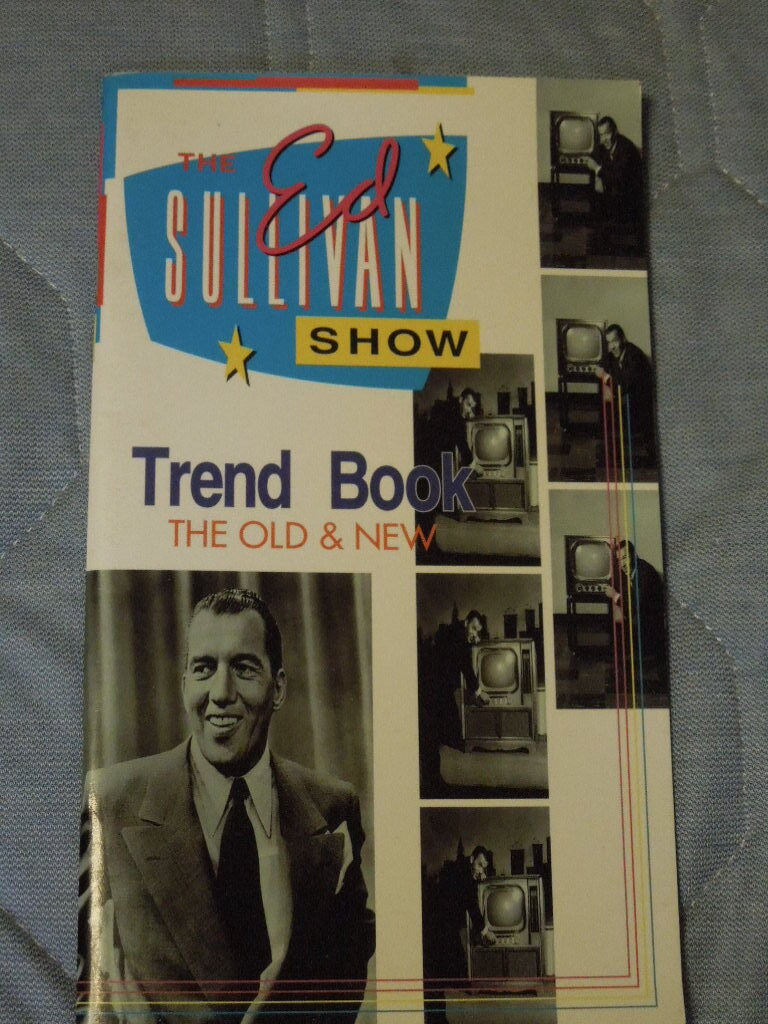 THE Ed
SULLIVAN
SHOW
Trend Book
THE OLD & NEW